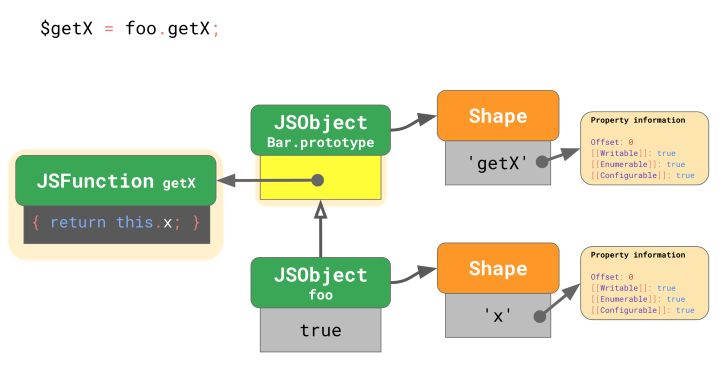 $getX = foo.getX;
JSObject
Bar.prototype
Shape
'getX'
Property information
Offset: 0
[[Writable]]: true
[[Enumerable]]: true
[[Configurable]]: true
JSFunction getX
{ return this.x; }
JSObject
foo
true
Shape
'x'
Property information
Offset: 0
[[Writable]]: true
[[Enumerable]]: true
[[Configurable]]: true